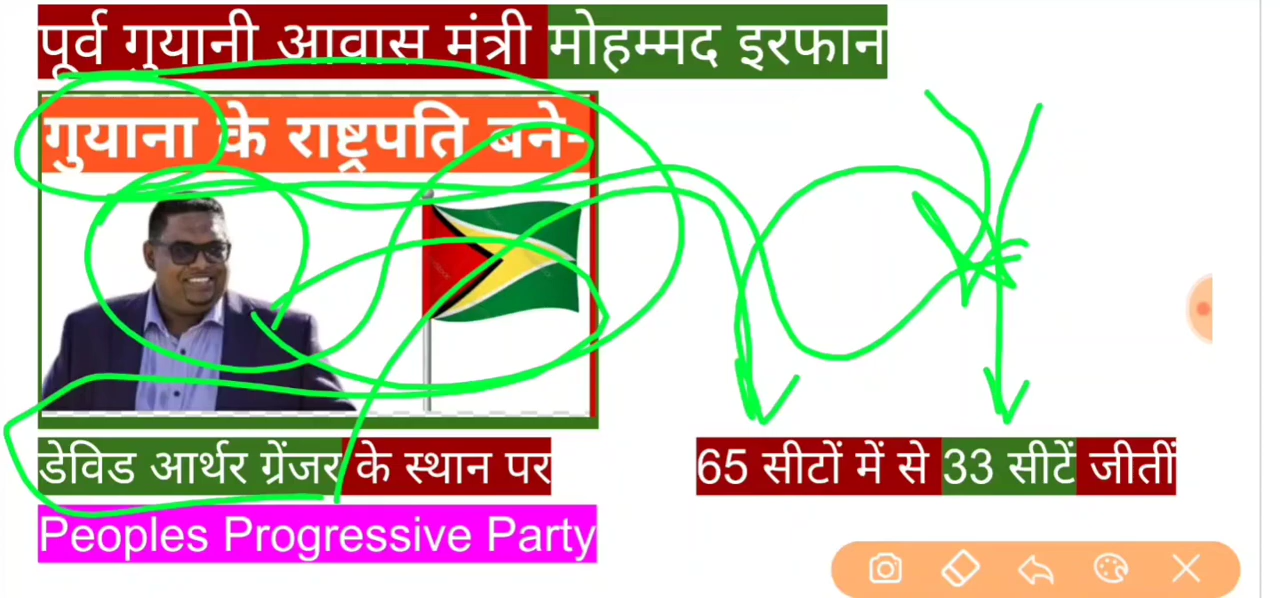 पूर्व गुयानी आवास मंत्री मोहम्मद इरफान
गुयाना के राष्ट्रपति बने-
डेविड आर्थर ग्रेंजर के स्थान पर
65 सीटों में से 33 सीटें जीतीं
Peoples Progressive Party